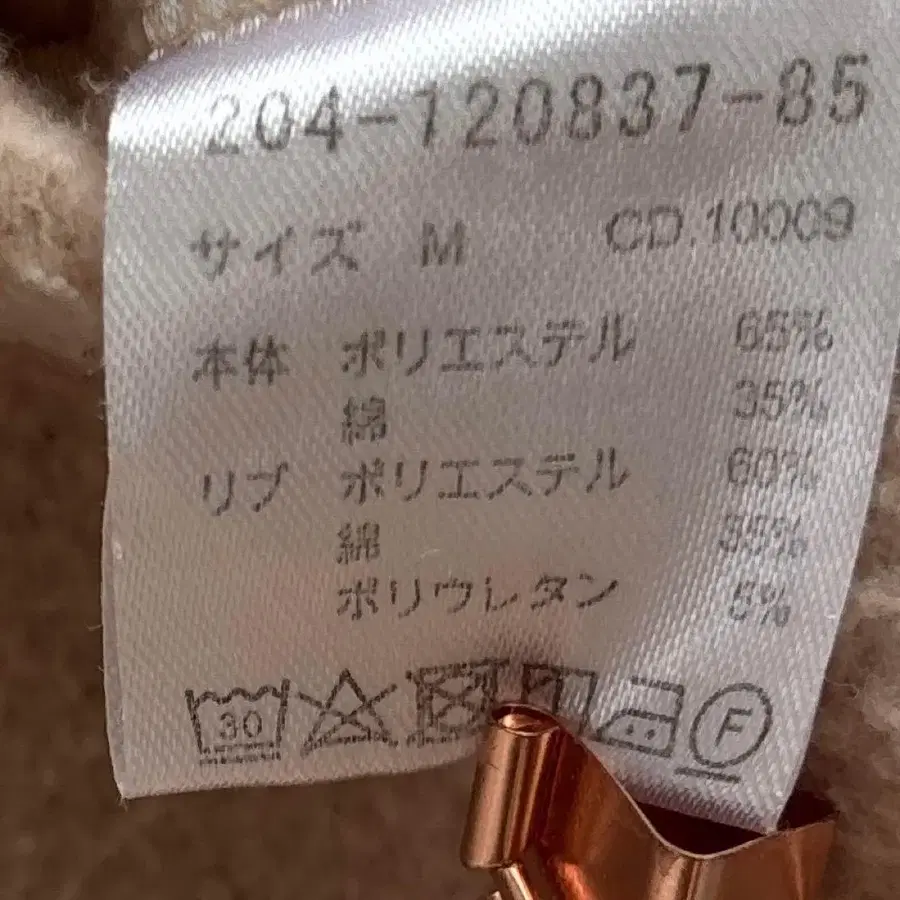 204-120837-85
サイズ M CD.10009
本体 ポリエステル 65%
綿 35%
リブ ポリエステル 60%
綿 35%
ポリウレタン 5%
30 F